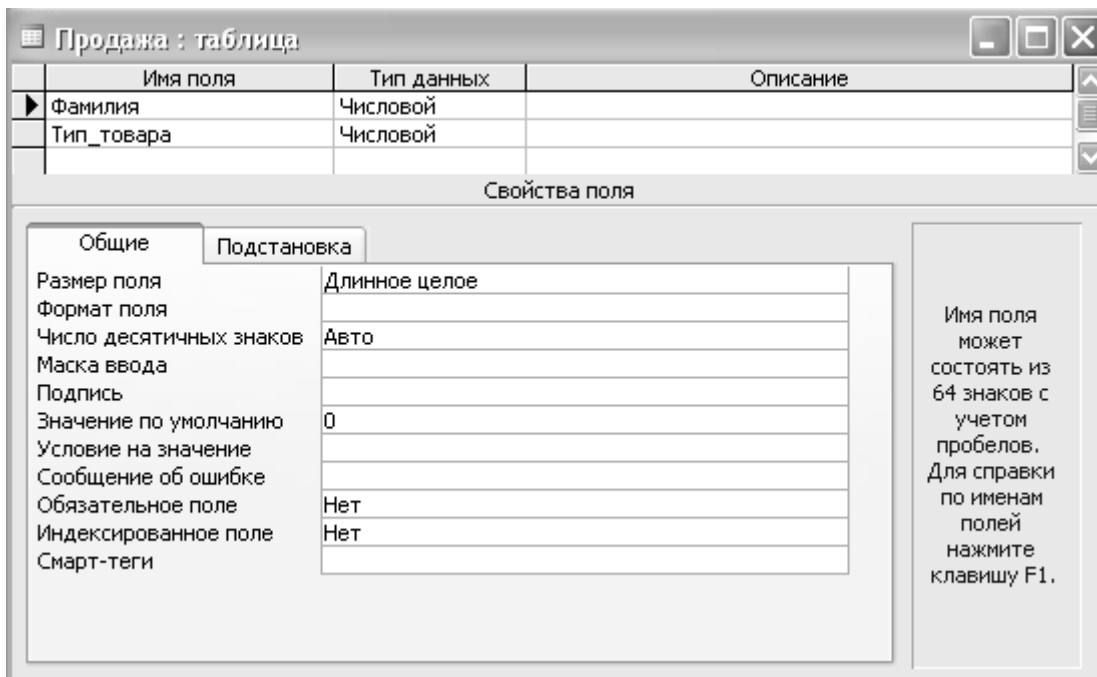 Продажа : таблица
Имя поля Тип данных Описание
Фамилия Числовой
Тип_товара Числовой
Свойства поля
Общие Подстановка
Размер поля Длинное целое
Формат поля
Число десятичных знаков Авто
Маска ввода
Подпись
Значение по умолчанию 0
Условие на значение
Сообщение об ошибке
Обязательное поле Нет
Индексированное поле Нет
Смарт-теги
Имя поля
может
состоять из
64 знаков с
учетом
пробелов.
Для справки
по именам
полей
нажмите
клавишу F1.